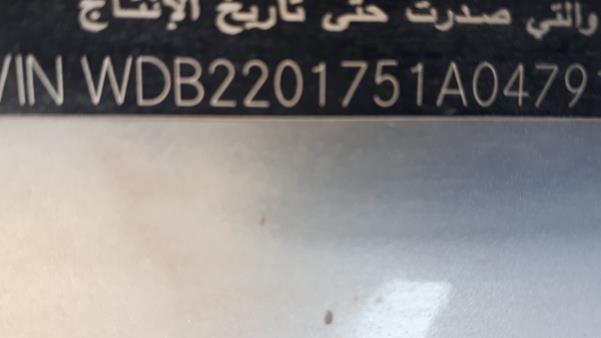 والتي صدرت حتى تاريخ الإنتاج
VIN WDB2201751A0479